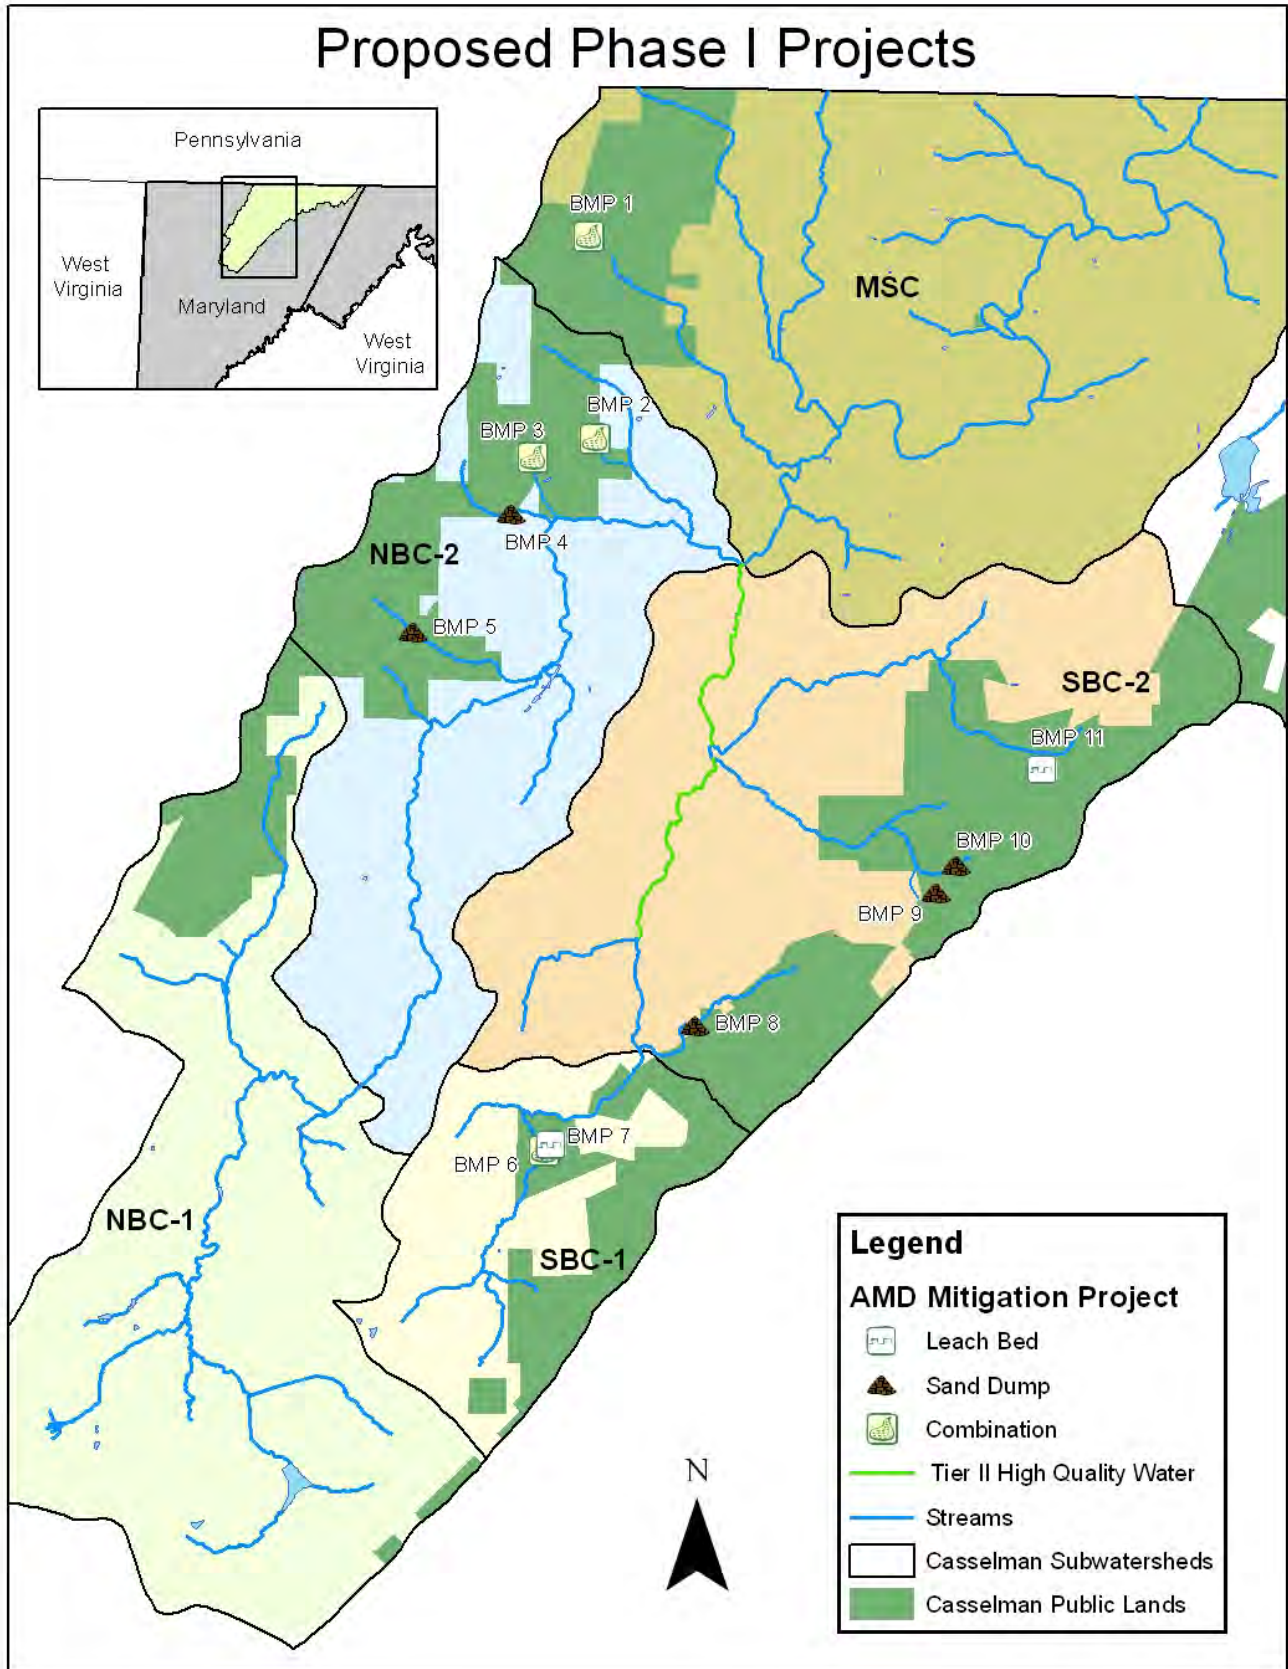 Proposed Phase I Projects
Pennsylvania
West
Virginia
Maryland
West
Virginia
BMP 1
MSC
BMP 2
BMP 3
BMP 4
NBC-2
BMP 5
SBC-2
BMP 11
BMP 10
BMP 9
BMP 8
BMP 7
BMP 6
NBC-1
SBC-1
N
Legend
AMD Mitigation Project
Leach Bed
Sand Dump
Combination
Tier II High Quality Water
Streams
Casselman Subwatersheds
Casselman Public Lands